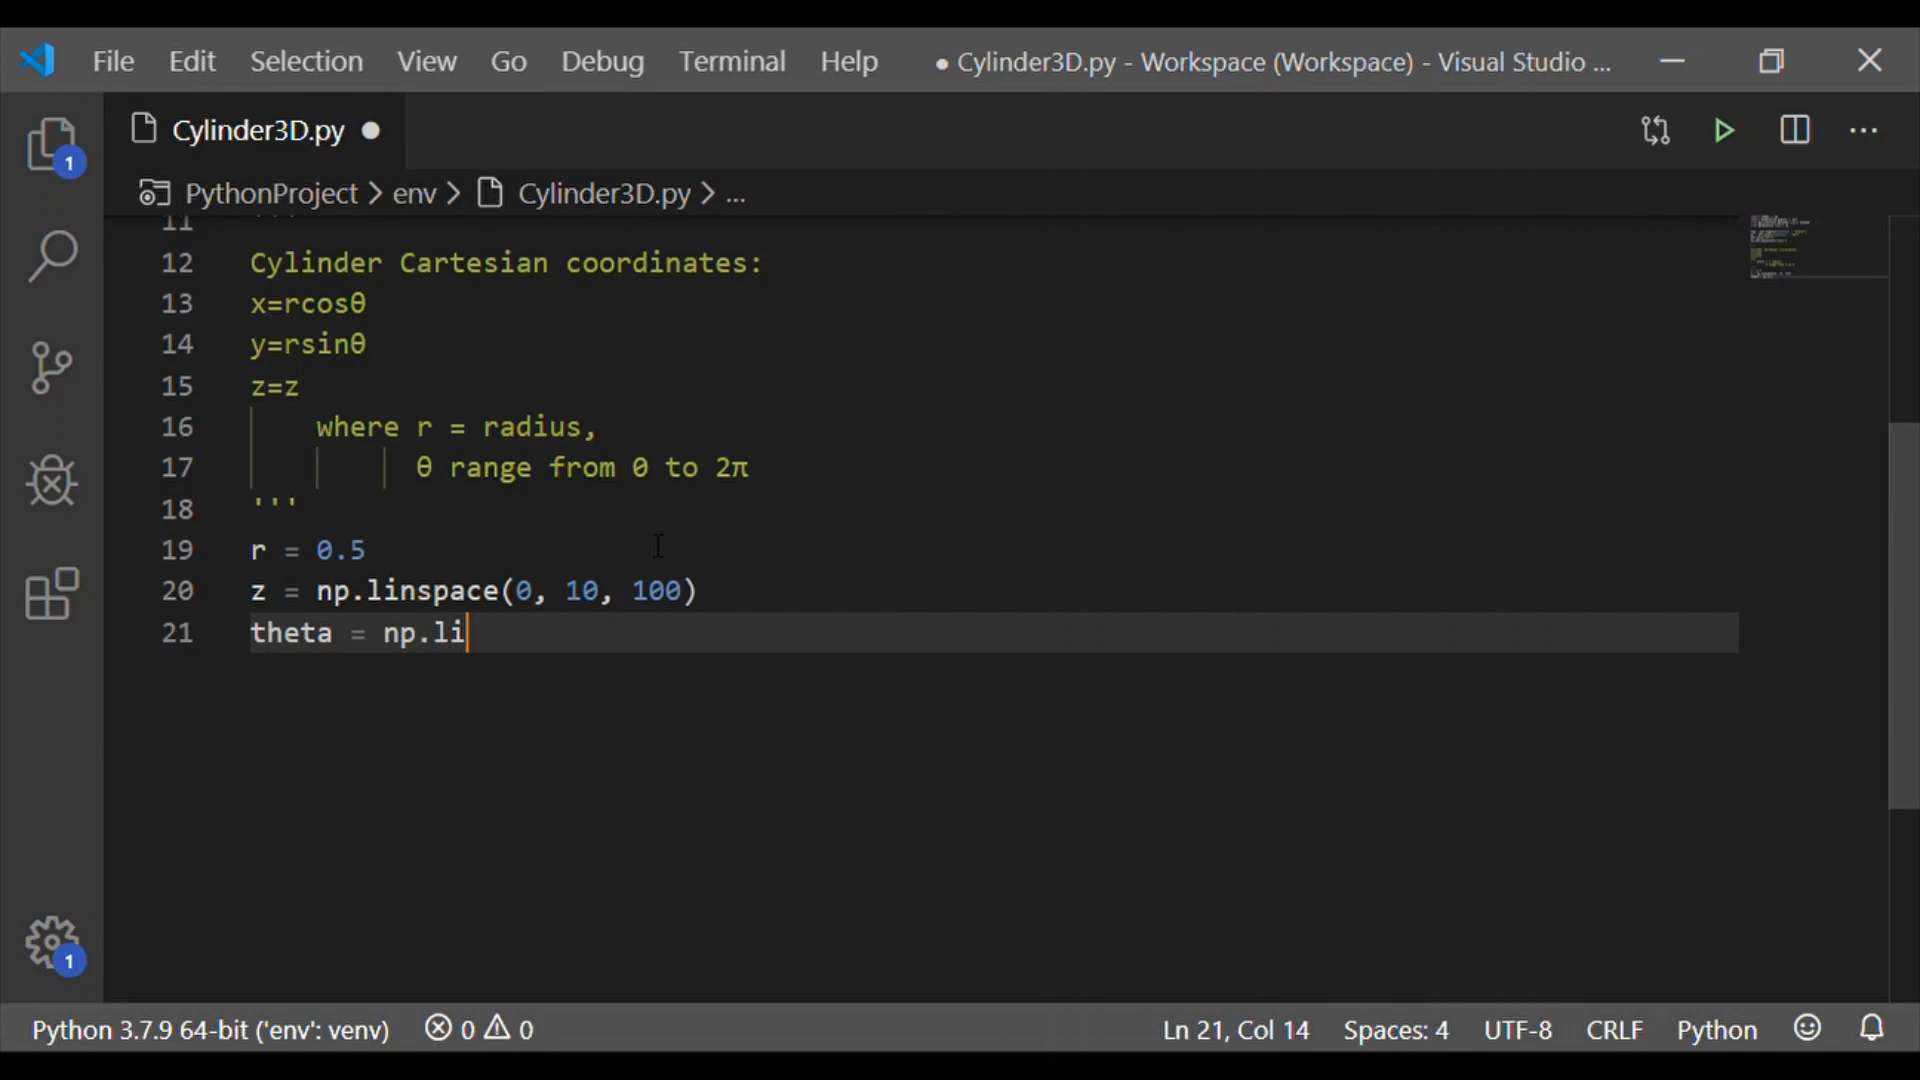 File Edit Selection View Go Debug Terminal Help ● Cylinder3D.py - Workspace (Workspace) - Visual Studio ...
Cylinder3D.py ●
PythonProject > env > Cylinder3D.py > ...
1
11 '''
12 Cylinder Cartesian coordinates:
13 x=rcosθ
14 y=rsinθ
15 z=z
16 where r = radius,
17 θ range from 0 to 2π
18 '''
19 r = 0.5
20 z = np.linspace(0, 10, 100)
21 theta = np.li
1
Python 3.7.9 64-bit ('env': venv) 0 0 Ln 21, Col 14 Spaces: 4 UTF-8 CRLF Python